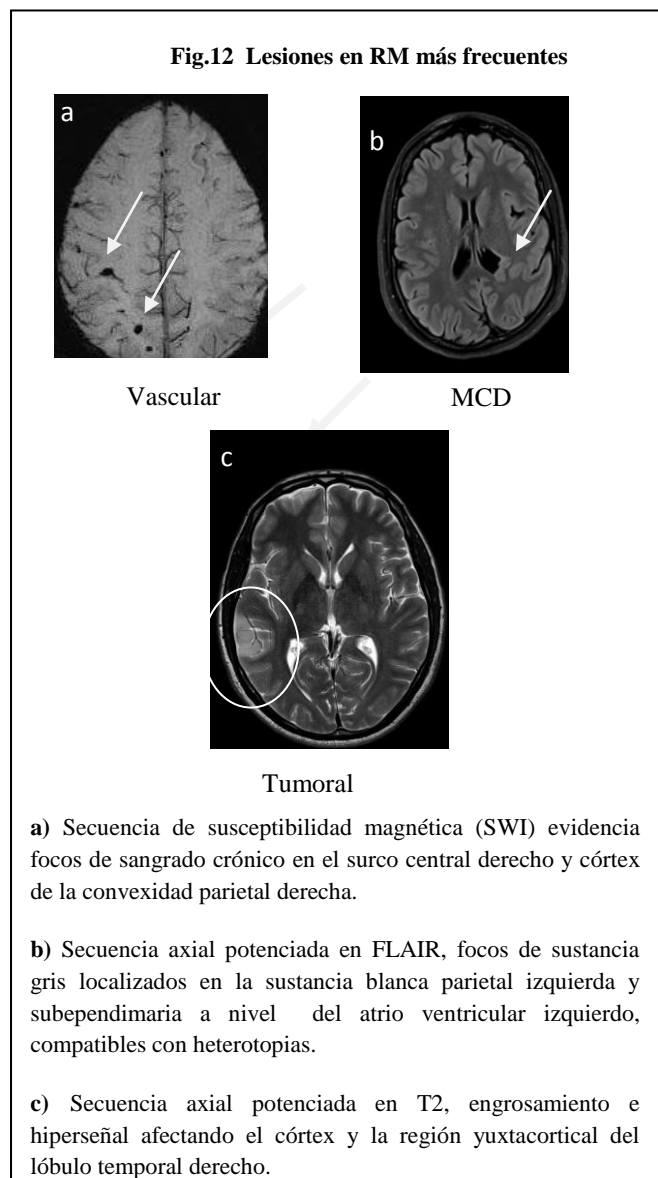 Fig.12 Lesiones en RM más frecuentes
a
b
Vascular
MCD
c
Tumoral
a) Secuencia de susceptibilidad magnética (SWI) evidencia
focos de sangrado crónico en el surco central derecho y córtex
de la convexidad parietal derecha.
b) Secuencia axial potenciada en FLAIR, focos de sustancia
gris localizados en la sustancia blanca parietal izquierda y
subependimaria a nivel del atrio ventricular izquierdo,
compatibles con heterotopias.
c) Secuencia axial potenciada en T2, engrosamiento e
hiperseñal afectando el córtex y la región yuxtacortical del
lóbulo temporal derecho.